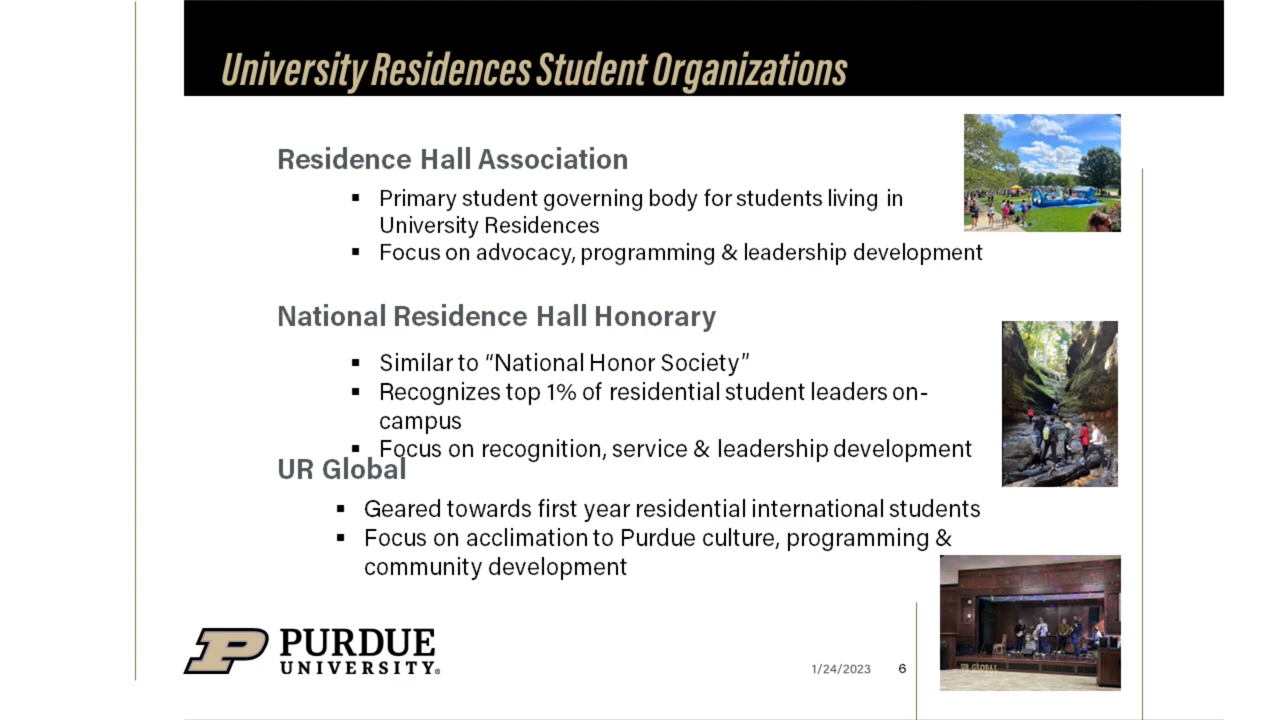 University Residences Student Organizations
Residence Hall Association
▪ Primary student governing body for students living in
University Residences
▪ Focus on advocacy, programming & leadership development
National Residence Hall Honorary
▪ Similar to “National Honor Society”
▪ Recognizes top 1% of residential student leaders on-
campus
▪ Focus on recognition, service & leadership development
UR Global
▪ Geared towards first year residential international students
▪ Focus on acclimation to Purdue culture, programming &
community development
UR GLOBAL
P PURDUE
UNIVERSITY®
1/24/2023 6